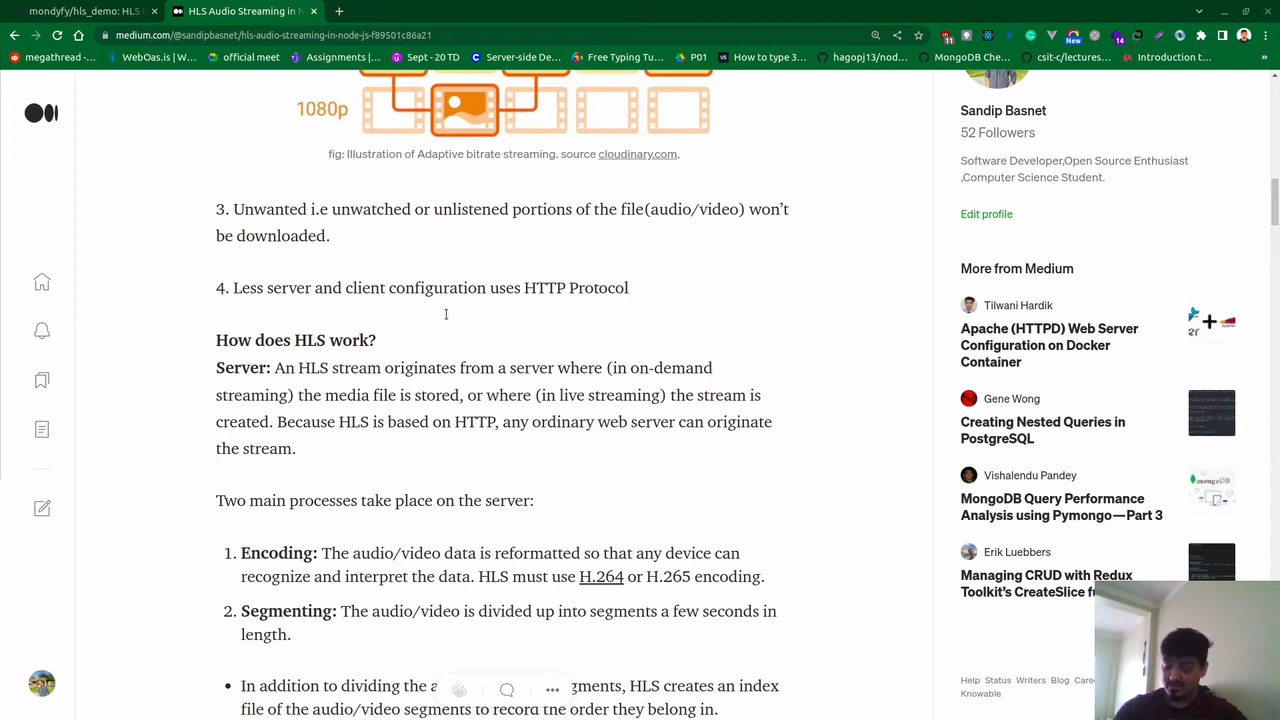 mondyfy/hls_demo: HL
HLS Audio Streaming in N
medium.com/@sandipbasnet/hls-audio-streaming-in-node-js-f89501c86a21
11
New
14
megathread -...
WebOas.is | W...
official meet
Assignments |...
Sept - 20 TD
Server-side De...
Free Typing Tu...
P01
How to type 3...
hagopj13/nod...
MongoDB Che...
csit-c/lectures...
Introduction t...
»
1080p
fig: Illustration of Adaptive bitrate streaming. source cloudinary.com.
3. Unwanted i.e unwatched or unlistened portions of the file(audio/video) won’t
be downloaded.
4. Less server and client configuration uses HTTP Protocol
How does HLS work?
Server: An HLS stream originates from a server where (in on-demand
streaming) the media file is stored, or where (in live streaming) the stream is
created. Because HLS is based on HTTP, any ordinary web server can originate
the stream.
Two main processes take place on the server:
1. Encoding: The audio/video data is reformatted so that any device can
recognize and interpret the data. HLS must use H.264 or H.265 encoding.
2. Segmenting: The audio/video is divided up into segments a few seconds in
length.
• In addition to dividing the a gments, HLS creates an index
file of the audio/video segments to record the order they belong in.
Sandip Basnet
52 Followers
Software Developer,Open Source Enthusiast
,Computer Science Student.
Edit profile
More from Medium
Tilwani Hardik
Apache (HTTPD) Web Server
Configuration on Docker
Container
Gene Wong
Creating Nested Queries in
PostgreSQL
Vishalendu Pandey
MongoDB Query Performance
Analysis using Pymongo — Part 3
Erik Luebbers
Managing CRUD with Redux
Toolkit’s CreateSlice fu
Help Status Writers Blog Care
Knowable